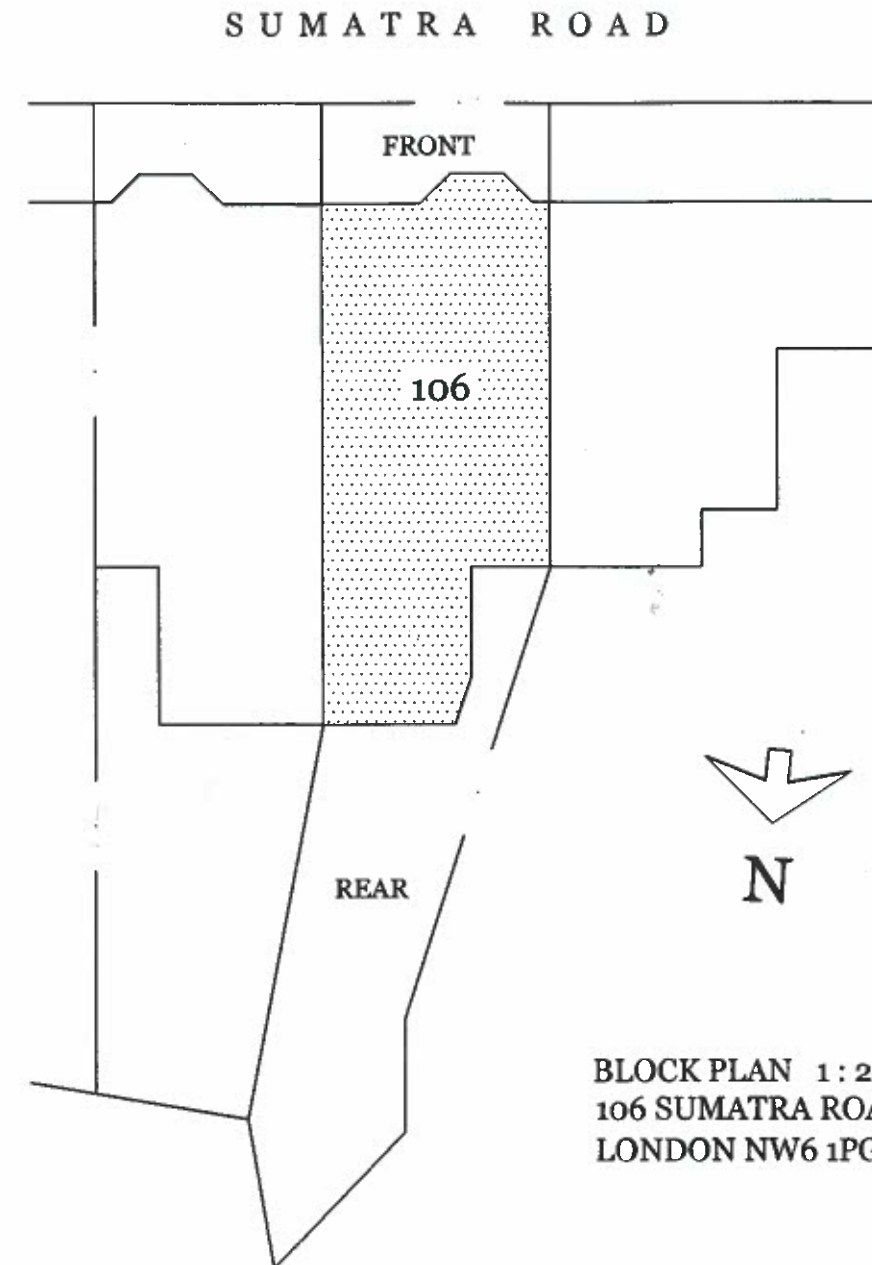 SUMATRA ROAD
FRONT
106
REAR
N
BLOCK PLAN 1 : 2
106 SUMATRA ROA
LONDON NW6 1PG